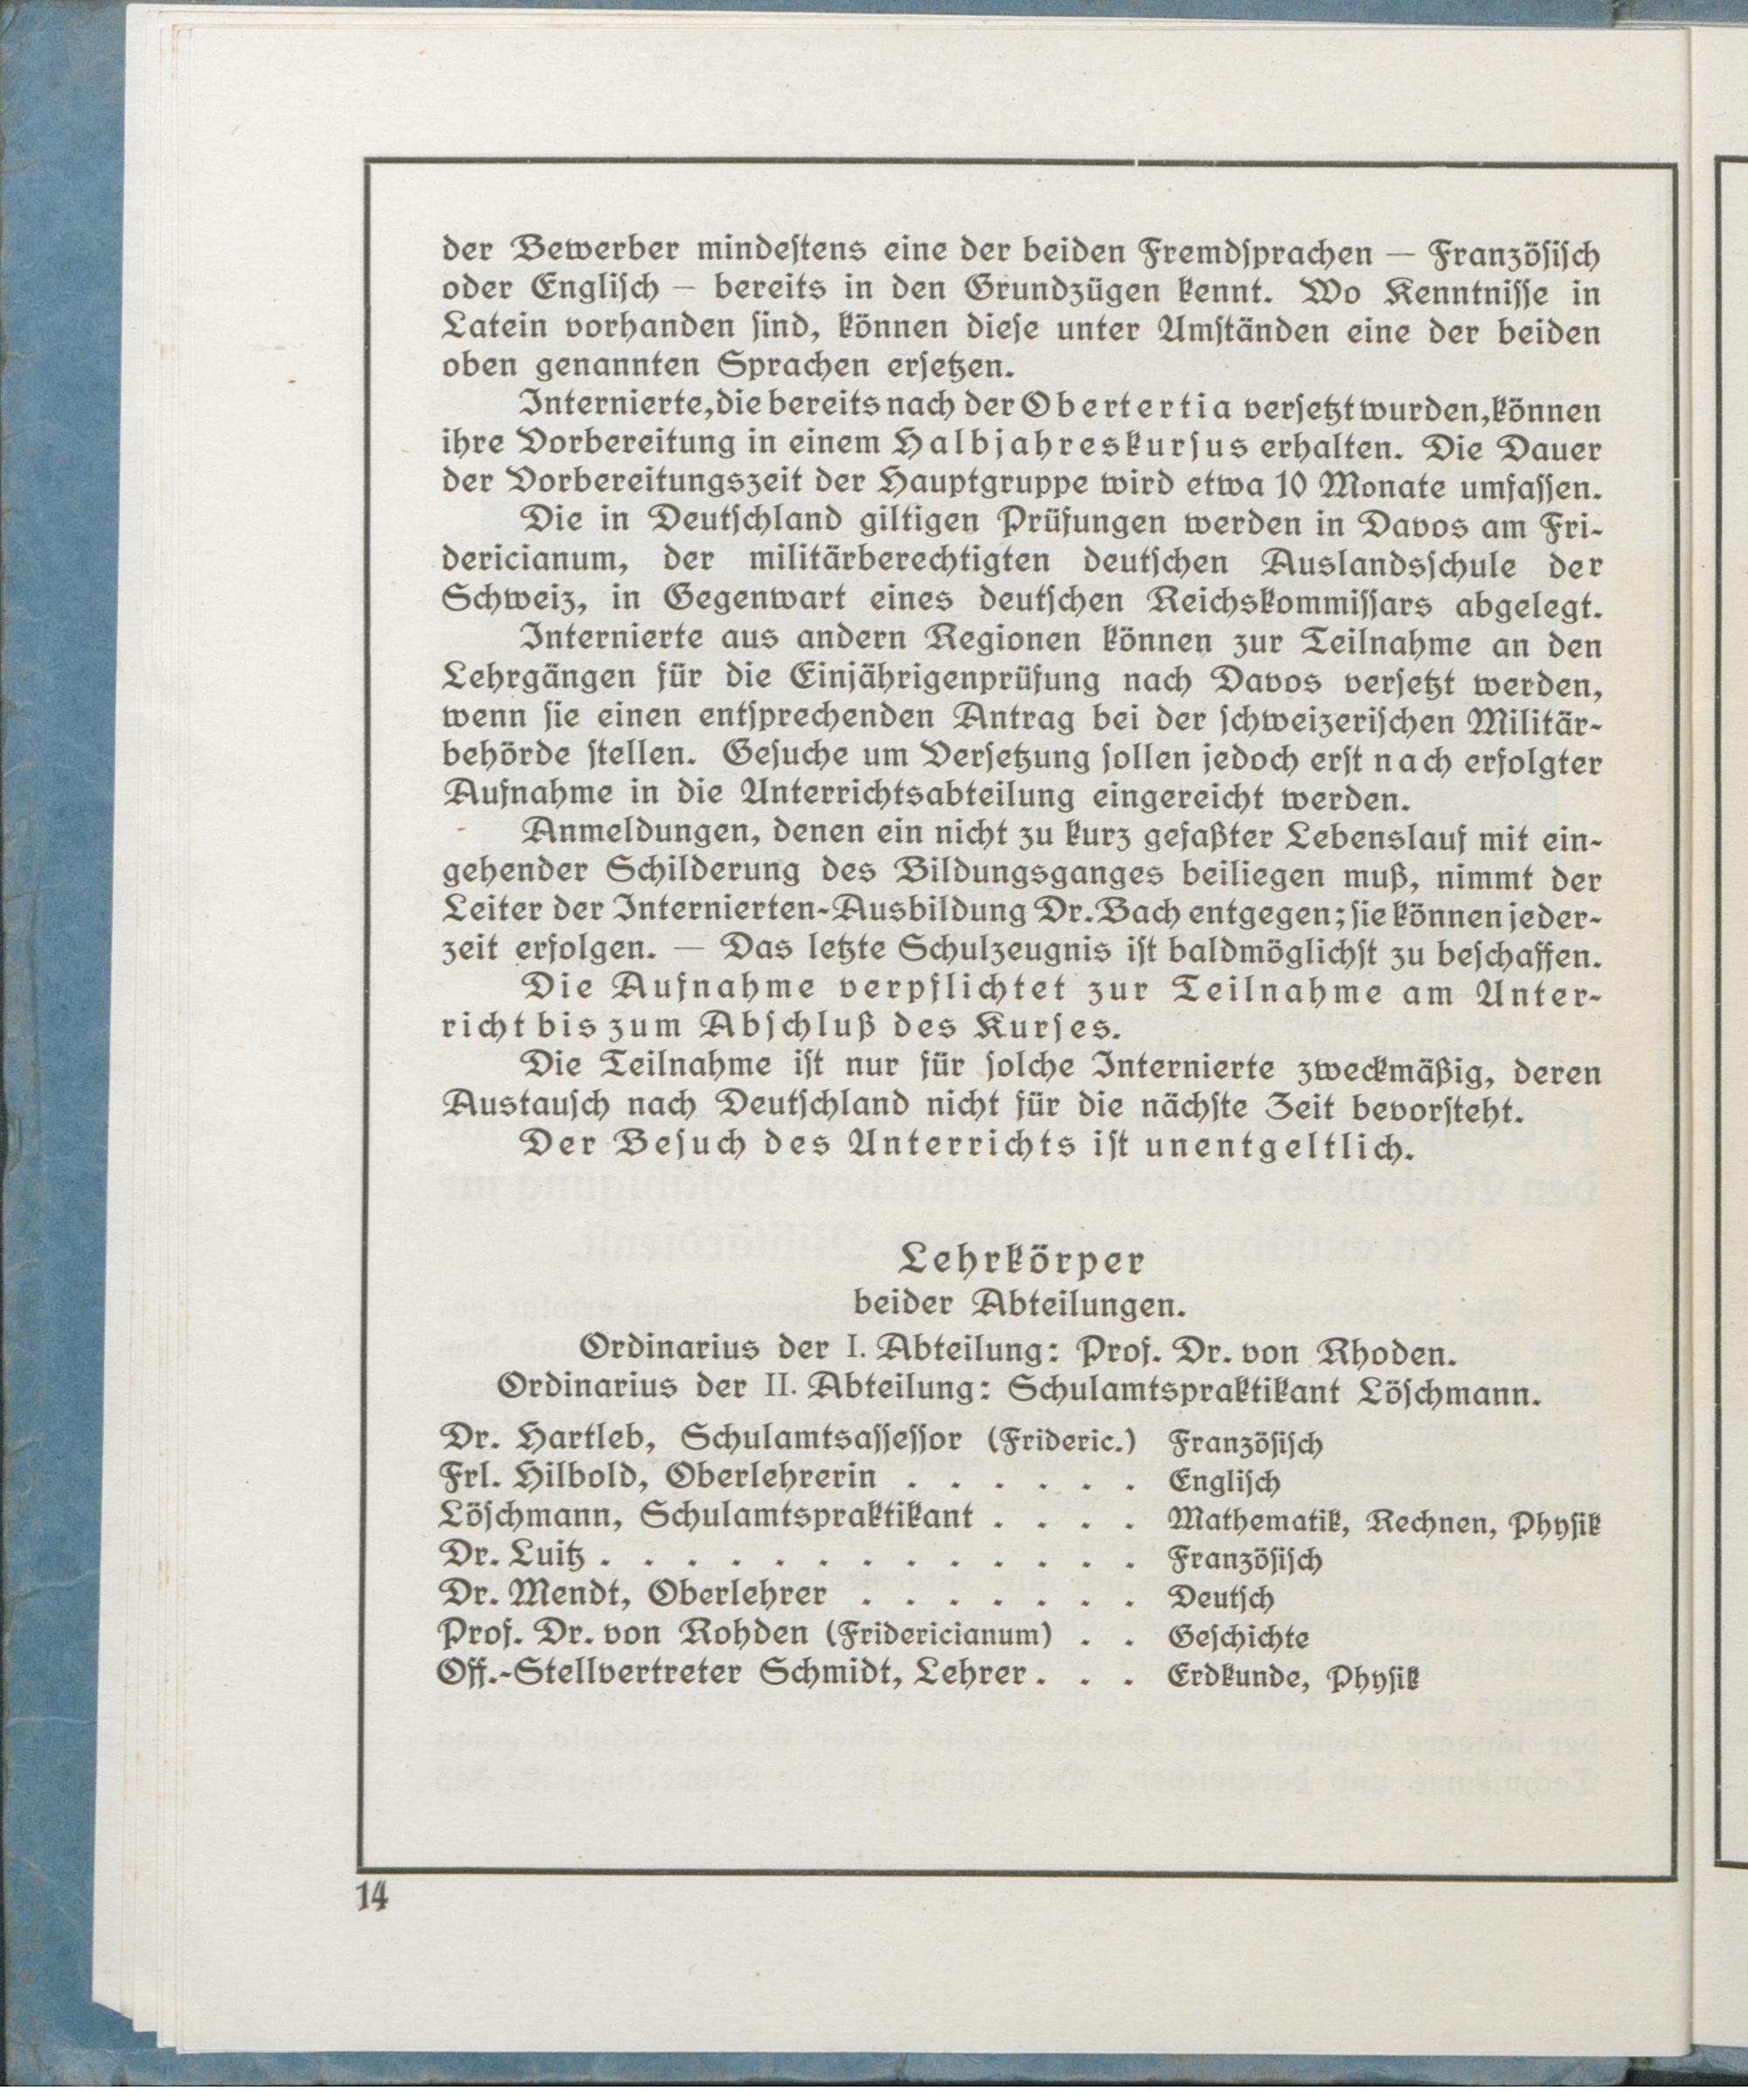 der Bewerber mindestens eine der beiden Fremdsprachen — Französisch
oder Englisch — bereits in den Grundzügen kennt. Wo Kenntnisse in
Latein vorhanden sind, können diese unter Umständen eine der beiden
oben genannten Sprachen ersetzen.
Internierte, die bereits nach der Obertertia versetzt wurden, können
ihre Vorbereitung in einem Halbjahreskursus erhalten. Die Dauer
der Vorbereitungszeit der Hauptgruppe wird etwa 10 Monate umfassen.
Die in Deutschland giltigen Prüfungen werden in Davos am Fri-
dericianum, der militärberechtigten deutschen Auslandsschule der
Schweiz, in Gegenwart eines deutschen Reichskommissars abgelegt.
Internierte aus andern Regionen können zur Teilnahme an den
Lehrgängen für die Einjährigenprüfung nach Davos versetzt werden,
wenn sie einen entsprechenden Antrag bei der schweizerischen Militär-
behörde stellen. Gesuche um Versetzung sollen jedoch erst nach erfolgter
Aufnahme in die Unterrichtsabteilung eingereicht werden.
Anmeldungen, denen ein nicht zu kurz gefaßter Lebenslauf mit ein-
gehender Schilderung des Bildungsganges beiliegen muß, nimmt der
Leiter der Internierten-Ausbildung Dr. Bach entgegen; sie können jeder-
zeit erfolgen. — Das letzte Schulzeugnis ist baldmöglichst zu beschaffen.
Die Aufnahme verpflichtet zur Teilnahme am Unter-
richt bis zum Abschluß des Kurses.
Die Teilnahme ist nur für solche Internierte zweckmäßig, deren
Austausch nach Deutschland nicht für die nächste Zeit bevorsteht.
Der Besuch des Unterrichts ist unentgeltlich.
Lehrkörper
beider Abteilungen.
Ordinarius der I. Abteilung: Prof. Dr. von Rhoden.
Ordinarius der II. Abteilung: Schulamtspraktikant Löschmann.
Dr. Hartleb, Schulamtsassessor (Frideric.) Französisch
Frl. Hilbold, Oberlehrerin . . . . . . Englisch
Löschmann, Schulamtspraktikant . . . . Mathematik, Rechnen, Physik
Dr. Luitz . . . . . . . . . . . . . Französisch
Dr. Mendt, Oberlehrer . . . . . . . Deutsch
Prof. Dr. von Rohden (Fridericianum) . . Geschichte
Off.-Stellvertreter Schmidt, Lehrer . . . Erdkunde, Physik
14